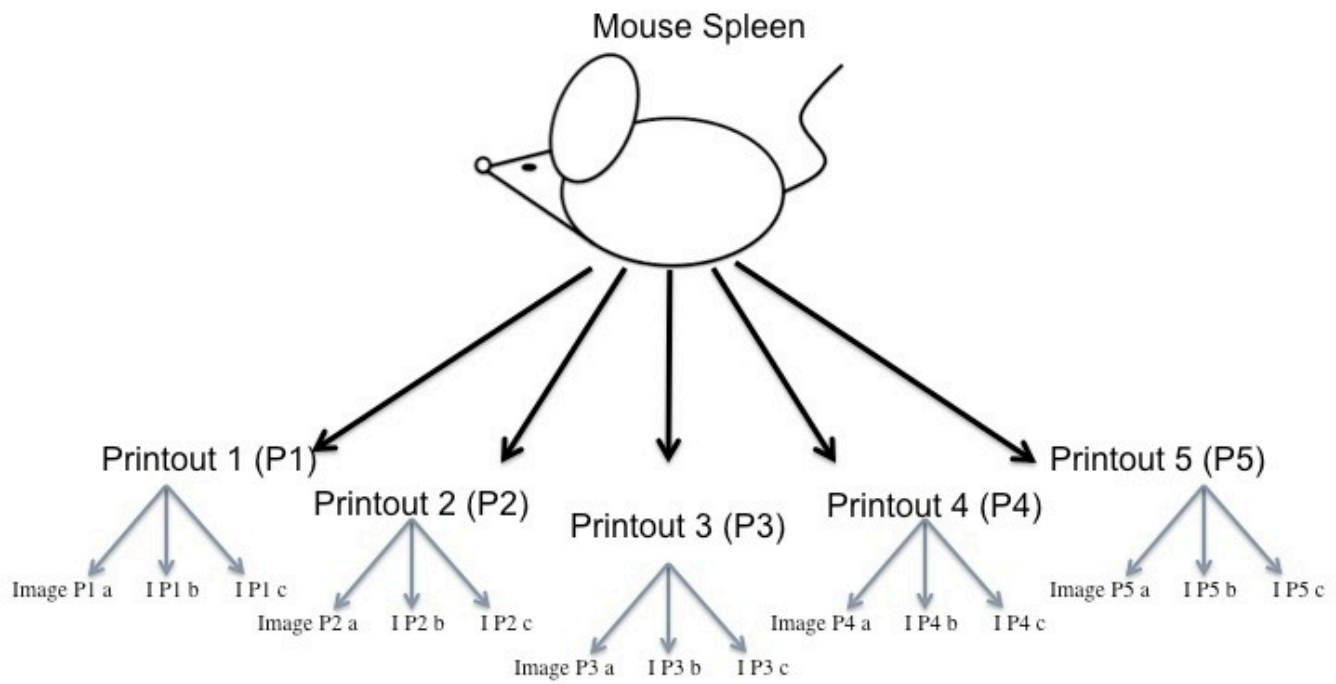 Mouse Spleen
Printout 1 (P1)
Image P1 a I P1 b I P1 c
Printout 2 (P2)
Image P2 a I P2 b I P2 c
Printout 3 (P3)
Image P3 a I P3 b I P3 c
Printout 4 (P4)
Image P4 a I P4 b I P4 c
Printout 5 (P5)
Image P5 a I P5 b I P5 c